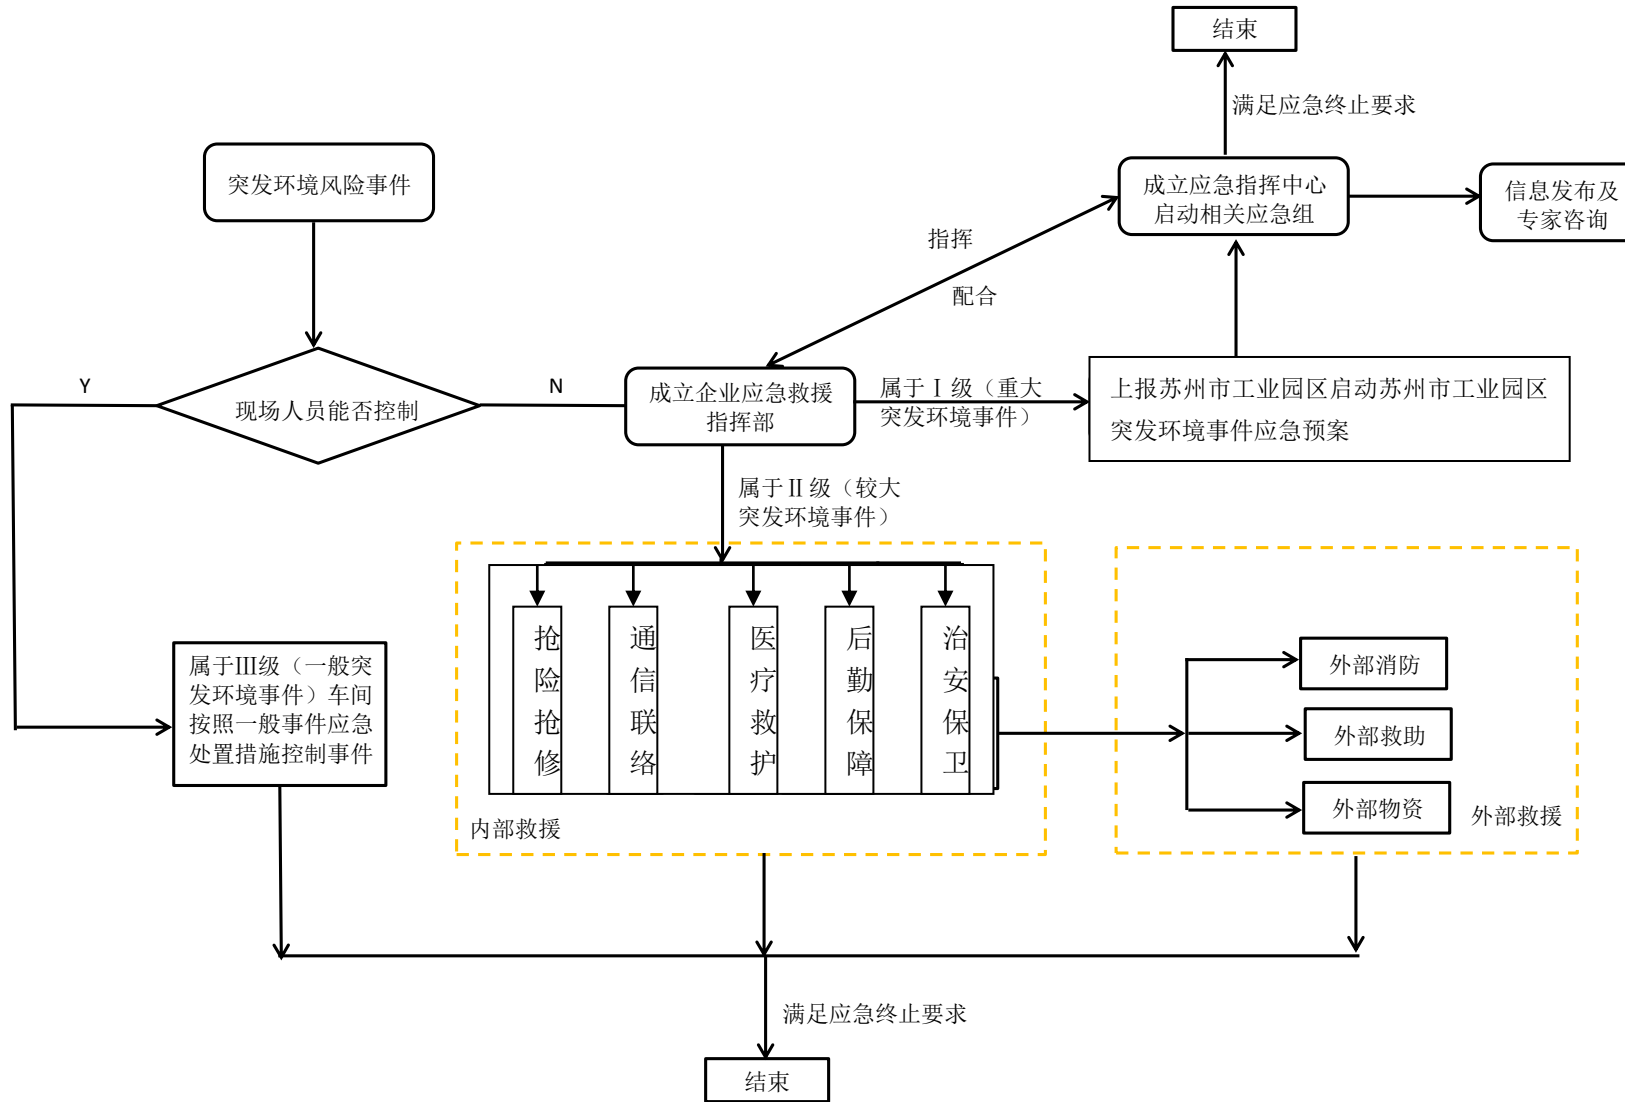 结束
满足应急终止要求
突发环境风险事件
成立应急指挥中心
启动相关应急组
信息发布及
专家咨询
指挥
配合
Y
N
现场人员能否控制
成立企业应急救援
指挥部
属于Ⅰ级（重大
突发环境事件）
上报苏州市工业园区启动苏州市工业园区
突发环境事件应急预案
属于Ⅱ级（较大
突发环境事件）
抢险抢修
通信联络
医疗救护
后勤保障
治安保卫
内部救援
属于Ⅲ级（一般突
发环境事件）车间
按照一般事件应急
处置措施控制事件
外部消防
外部救助
外部物资
外部救援
满足应急终止要求
结束